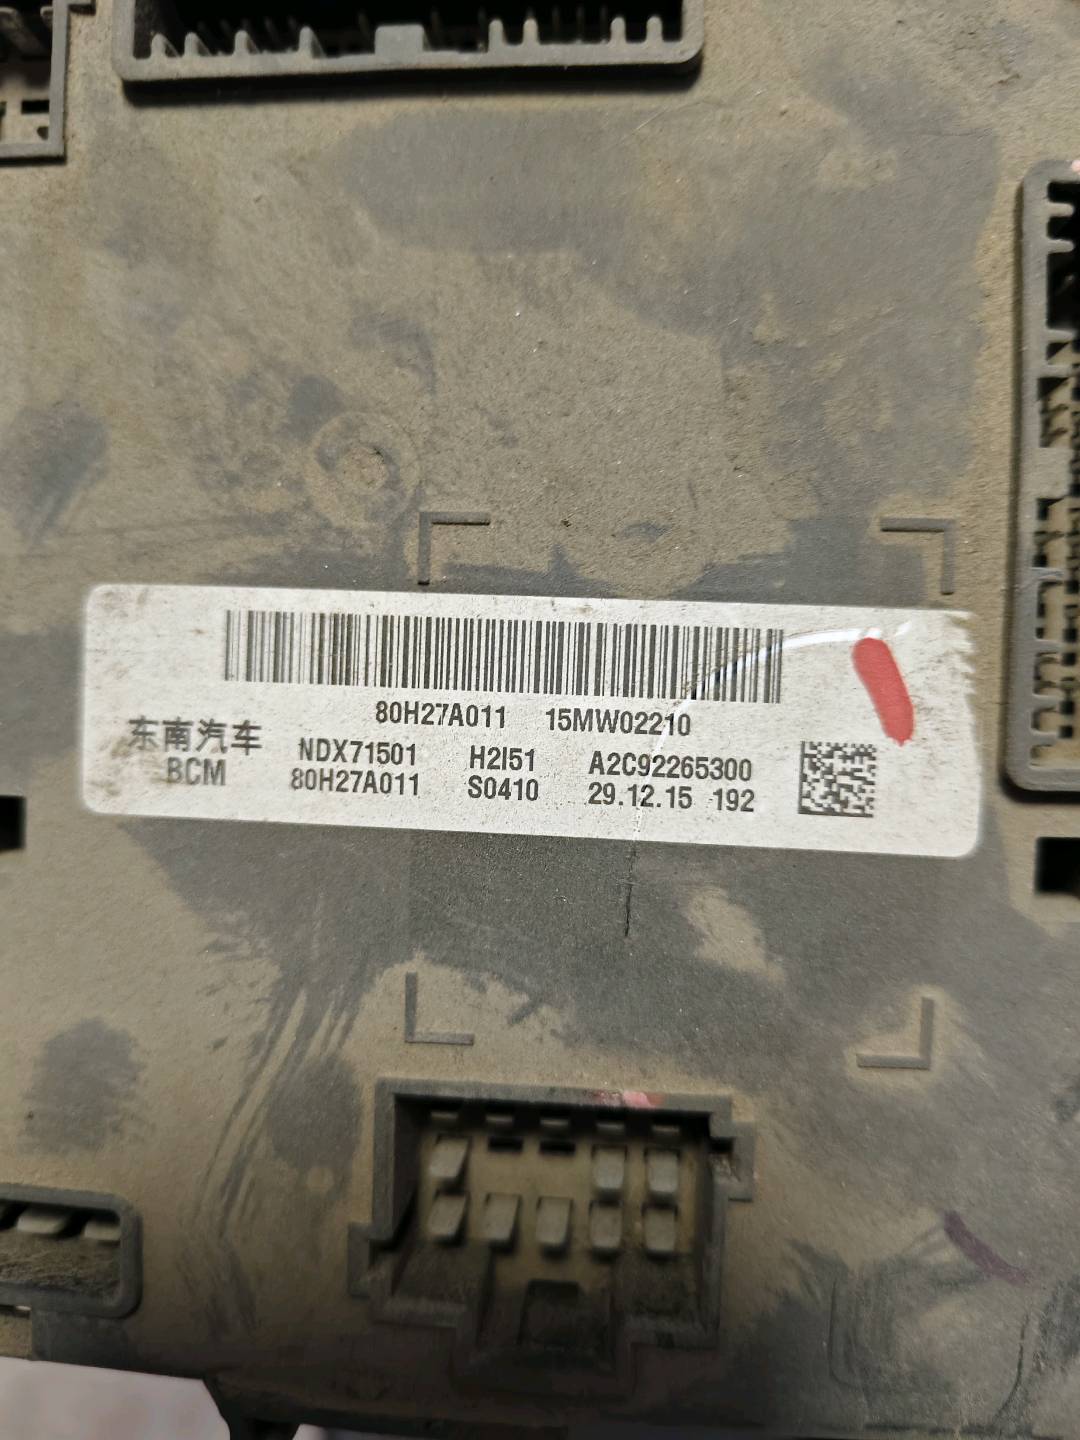 80H27A011 15MW02210
东南汽车 NDX71501 H2I51 A2C92265300
BCM 80H27A011 S0410 29.12.15 192